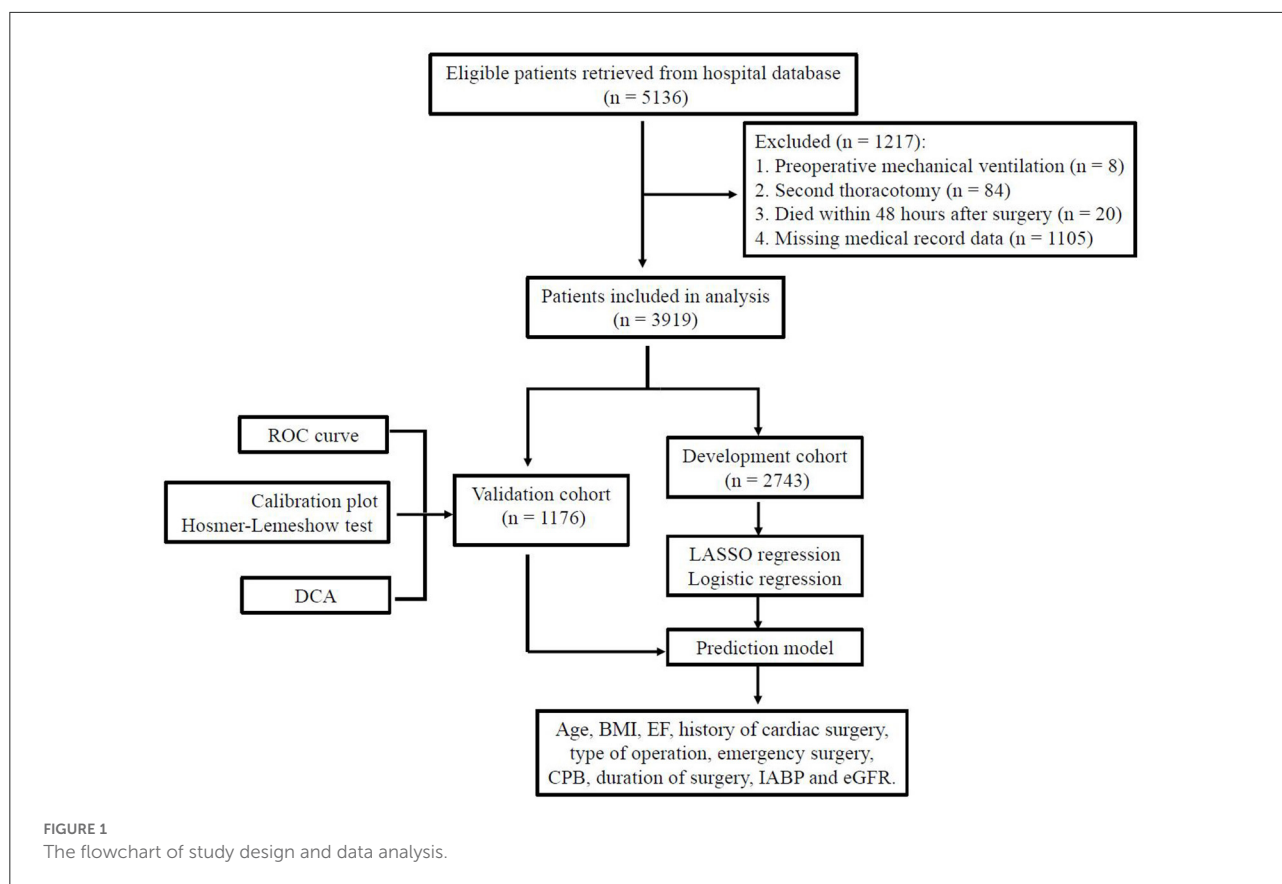 Eligible patients retrieved from hospital database
(n = 5136)
Excluded (n = 1217):
1. Preoperative mechanical ventilation (n = 8)
2. Second thoracotomy (n = 84)
3. Died within 48 hours after surgery (n = 20)
4. Missing medical record data (n = 1105)
Patients included in analysis
(n = 3919)
ROC curve
Calibration plot
Hosmer-Lemeshow test
DCA
Validation cohort
(n = 1176)
Development cohort
(n = 2743)
LASSO regression
Logistic regression
Prediction model
Age, BMI, EF, history of cardiac surgery,
type of operation, emergency surgery,
CPB, duration of surgery, IABP and eGFR.
FIGURE 1
The flowchart of study design and data analysis.